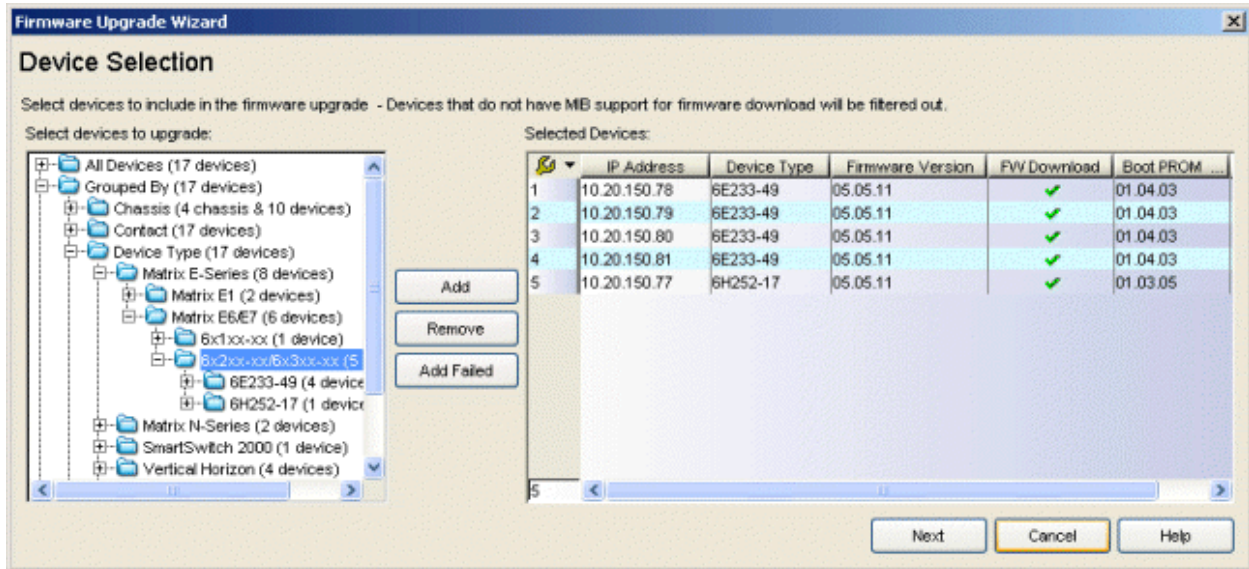 Firmware Upgrade Wizard
Device Selection
Select devices to include in the firmware upgrade - Devices that do not have MIB support for firmware download will be filtered out.
Select devices to upgrade:
All Devices (17 devices)
Grouped By (17 devices)
Chassis (4 chassis & 10 devices)
Contact (17 devices)
Device Type (17 devices)
Matrix E-Series (8 devices)
Matrix E1 (2 devices)
Matrix E6/E7 (6 devices)
6x1xx-xx (1 device)
6x2xx-xx/6x3xx-xx (5
6E233-49 (4 device
6H252-17 (1 device
Matrix N-Series (2 devices)
SmartSwitch 2000 (1 device)
Vertical Horizon (4 devices)
Add
Remove
Add Failed
Selected Devices:
IP Address Device Type Firmware Version FW Download Boot PROM ...
1 10.20.150.78 6E233-49 05.05.11 01.04.03
2 10.20.150.79 6E233-49 05.05.11 01.04.03
3 10.20.150.80 6E233-49 05.05.11 01.04.03
4 10.20.150.81 6E233-49 05.05.11 01.04.03
5 10.20.150.77 6H252-17 05.05.11 01.03.05
5
Next Cancel Help